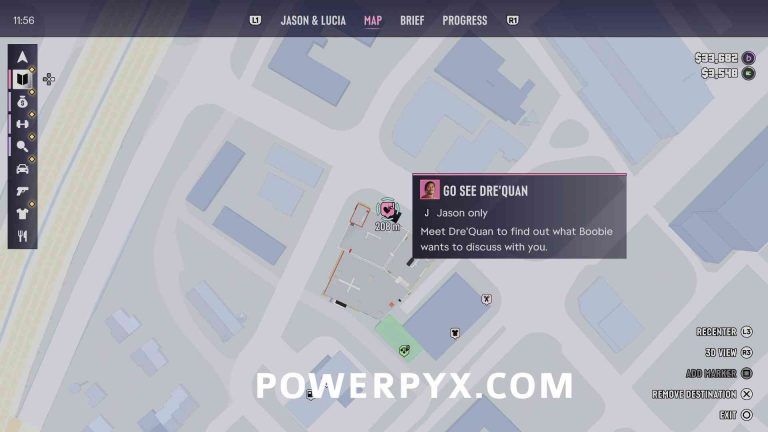 11:56
L1 JASON & LUCIA MAP BRIEF PROGRESS R1
$33,682
$3,548
GO SEE DRE'QUAN
J Jason only
Meet Dre'Quan to find out what Boobie
wants to discuss with you.
208 m
RECENTER L3
3D VIEW R3
ADD MARKER
REMOVE DESTINATION
EXIT
POWERPYX.COM